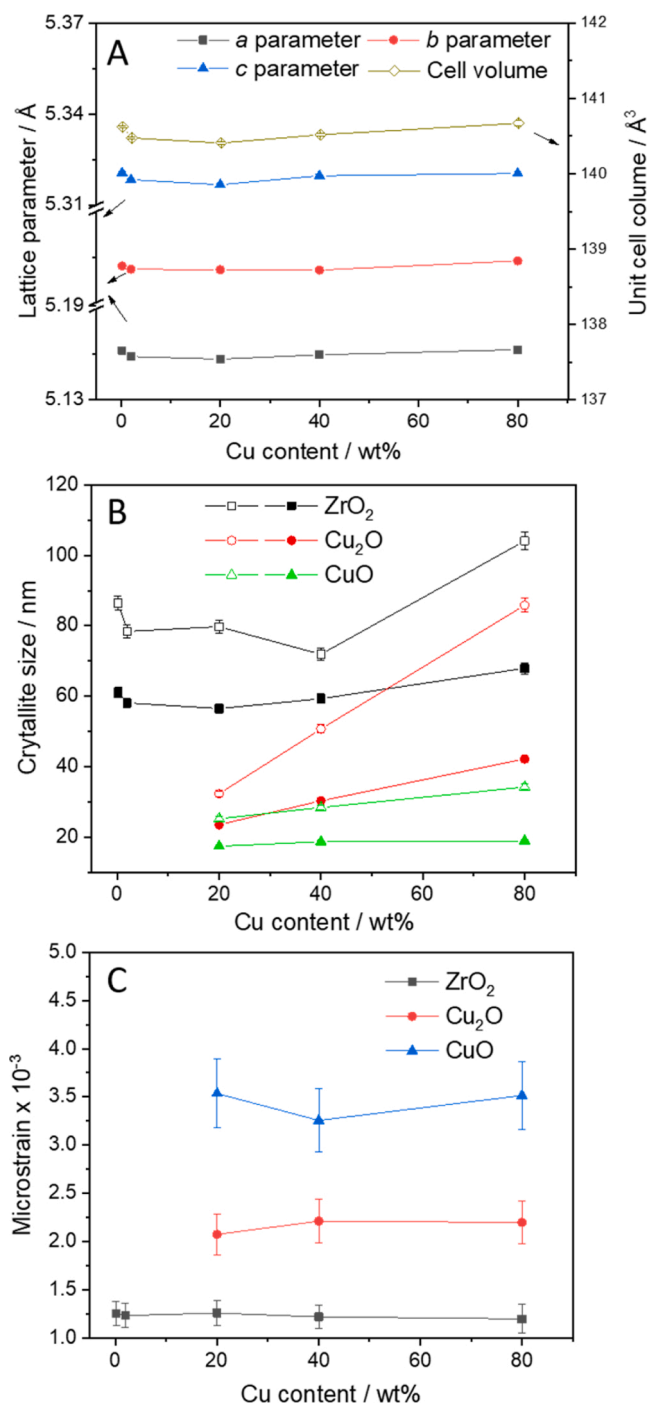 A
a parameter
b parameter
c parameter
Cell volume
5.37
5.34
5.31
5.19
5.13
Lattice parameter / Å
142
141
140
139
138
137
Unit cell volume / Å³
0
20
40
60
80
Cu content / wt%
B
ZrO₂
Cu₂O
CuO
120
100
80
60
40
20
Crytallite size / nm
0
20
40
60
80
Cu content / wt%
C
ZrO₂
Cu₂O
CuO
5.0
4.5
4.0
3.5
3.0
2.5
2.0
1.5
1.0
Microstrain x 10⁻³
0
20
40
60
80
Cu content / wt%